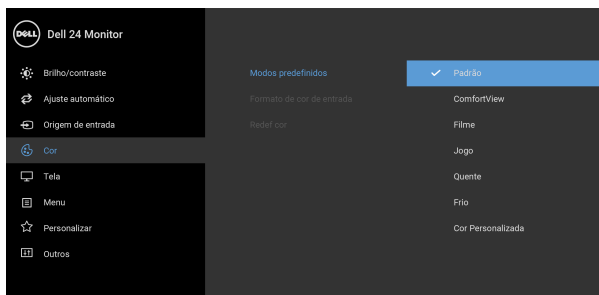 DELL Dell 24 Monitor
Brilho/contraste
Modos predefinidos
Padrão
Ajuste automático
Formato de cor de entrada
ComfortView
Origem de entrada
Redef cor
Filme
Cor
Jogo
Tela
Quente
Menu
Frio
Personalizar
Cor Personalizada
Outros